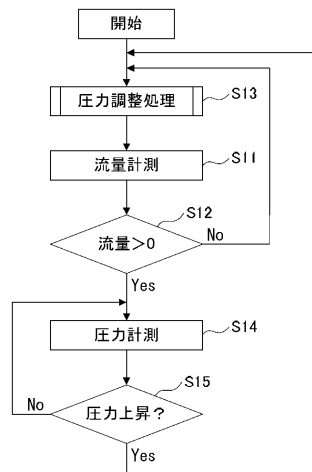 開始
圧力調整処理
S13
流量計測
S11
S12
流量>0
No
Yes
圧力計測
S14
S15
圧力上昇?
No
Yes